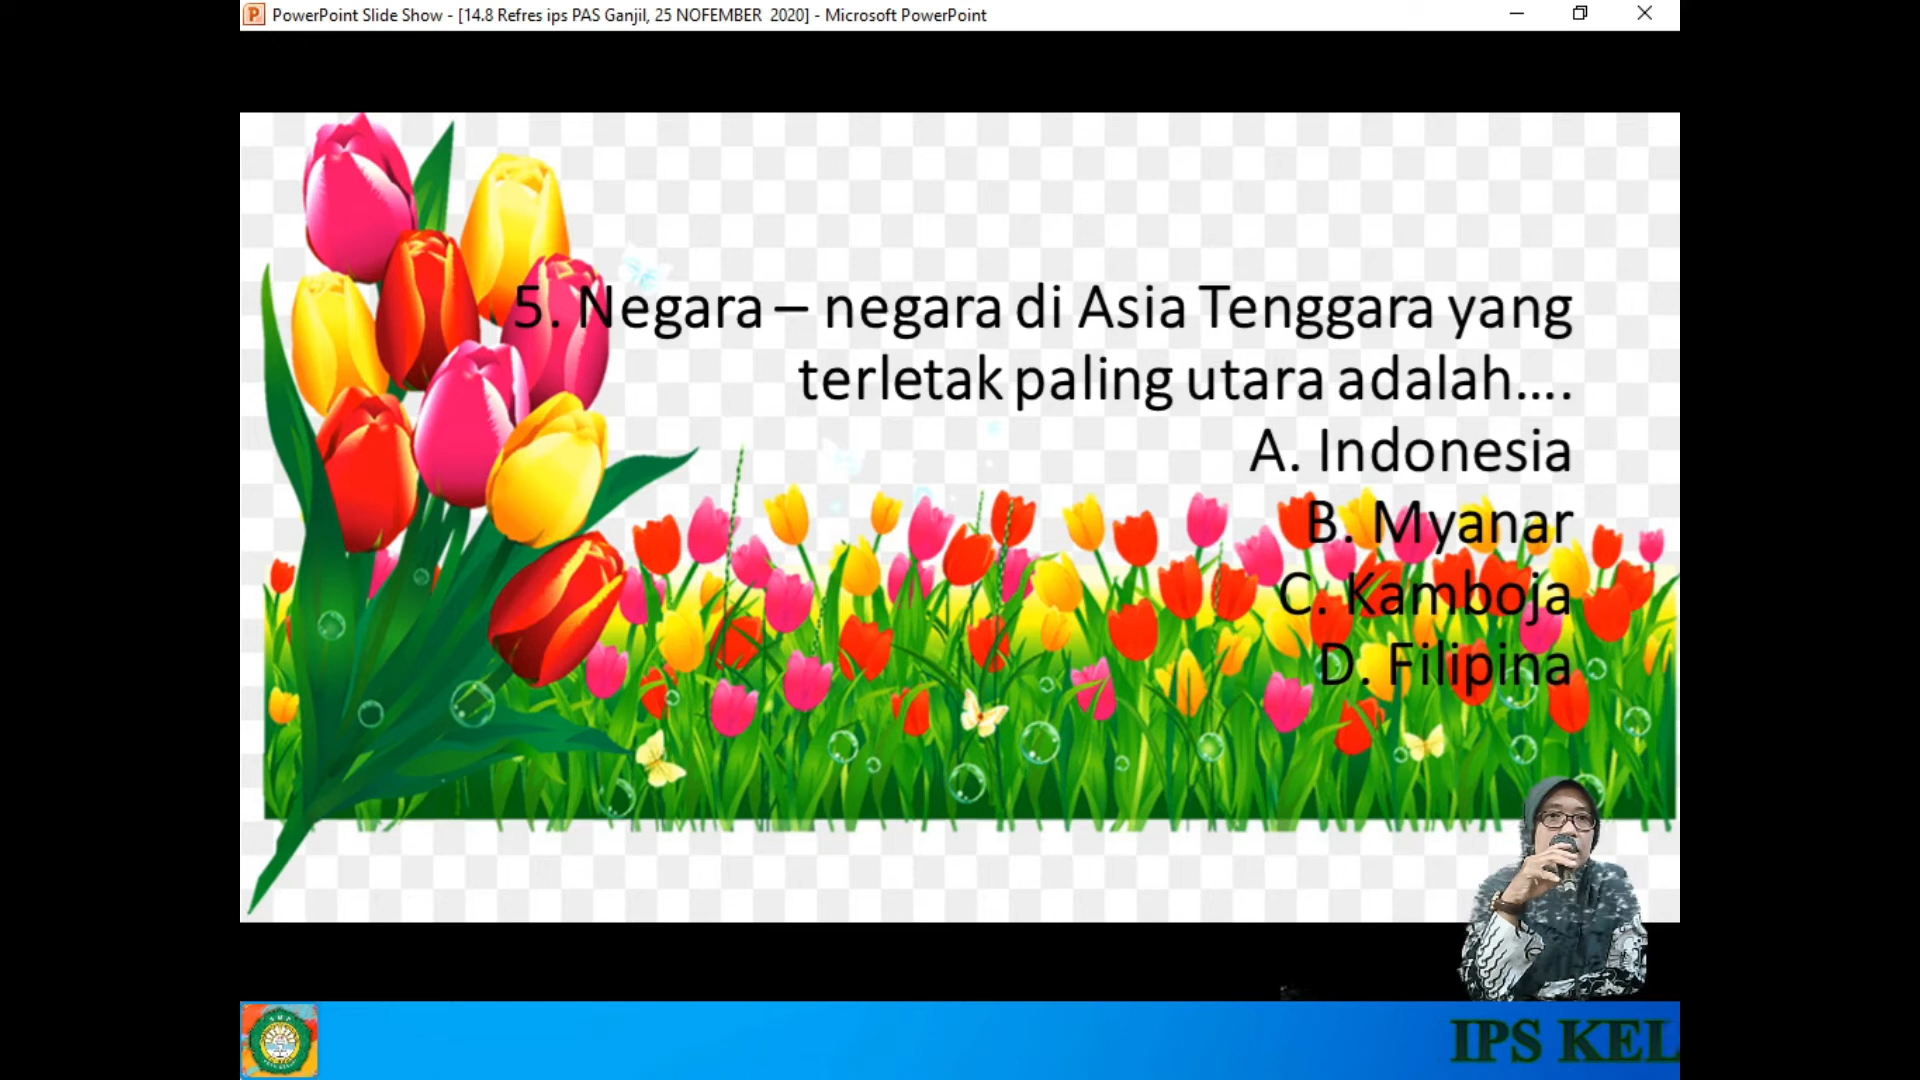 PowerPoint Slide Show - [14.8 Refres ips PAS Ganjil, 25 NOFEMBER 2020] - Microsoft PowerPoint
5. Negara – negara di Asia Tenggara yang
terletak paling utara adalah....
A. Indonesia
B. Myanar
C. Kamboja
D. Filipina
IPS KEL